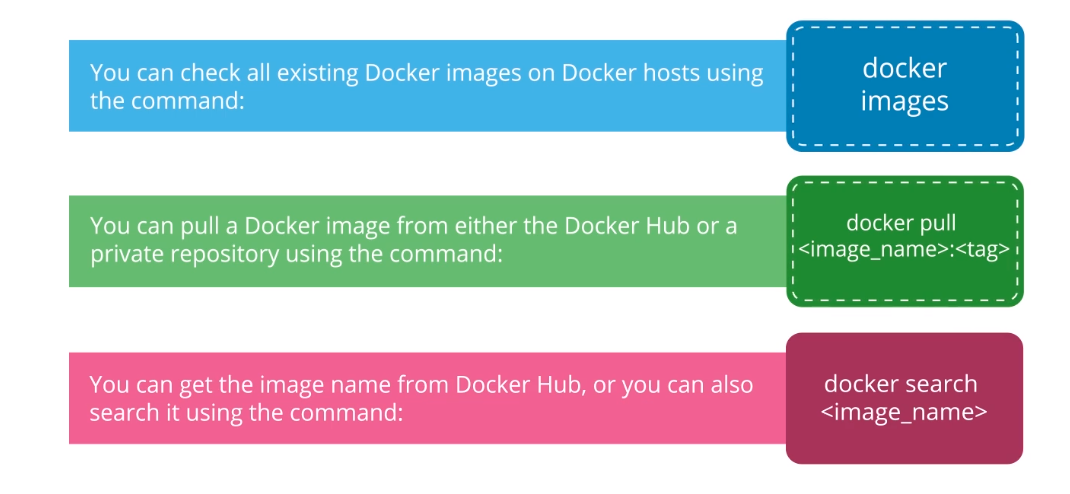 You can check all existing Docker images on Docker hosts using
the command:
docker
images
You can pull a Docker image from either the Docker Hub or a
private repository using the command:
docker pull
<image_name>:<tag>
You can get the image name from Docker Hub, or you can also
search it using the command:
docker search
<image_name>